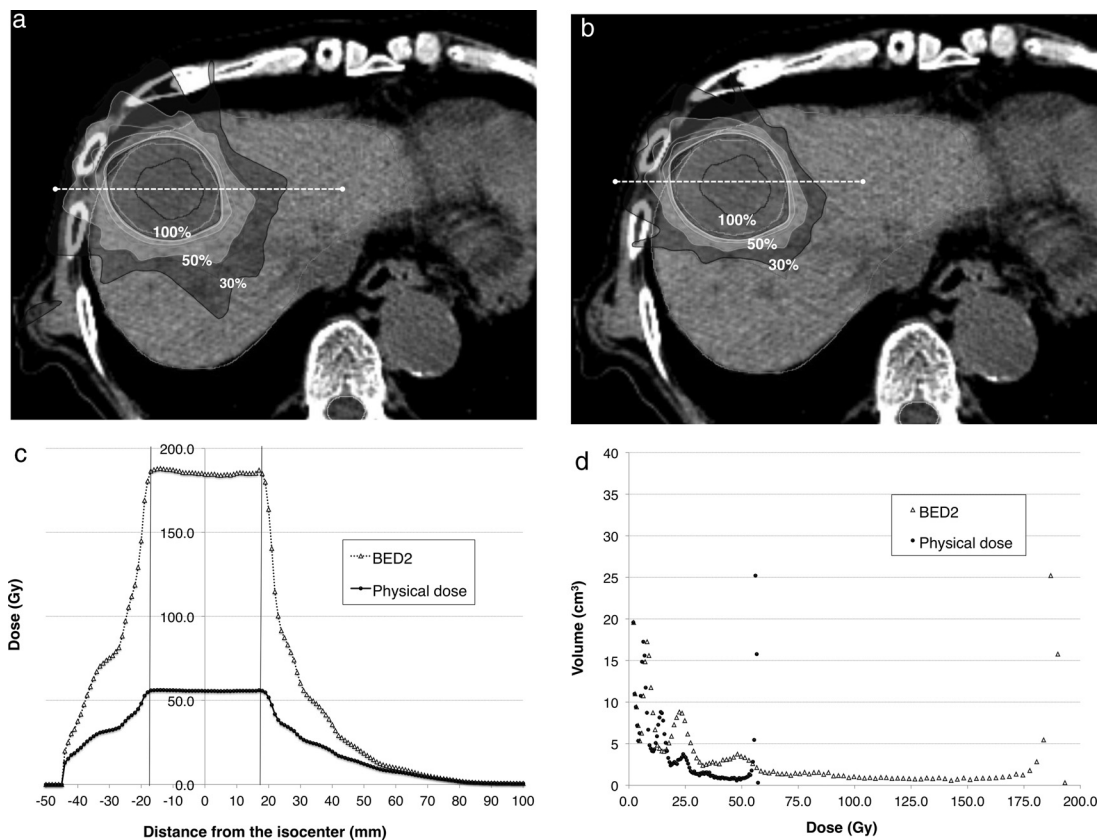 a
100%
50%
30%
b
100%
50%
30%
c
200.0
150.0
100.0
50.0
0.0
Dose (Gy)
BED2
Physical dose
-50 -40 -30 -20 -10 0 10 20 30 40 50 60 70 80 90 100
Distance from the isocenter (mm)
d
40
35
30
25
20
15
10
5
0
Volume (cm³)
BED2
Physical dose
0.0 25.0 50.0 75.0 100.0 125.0 150.0 175.0 200.0
Dose (Gy)